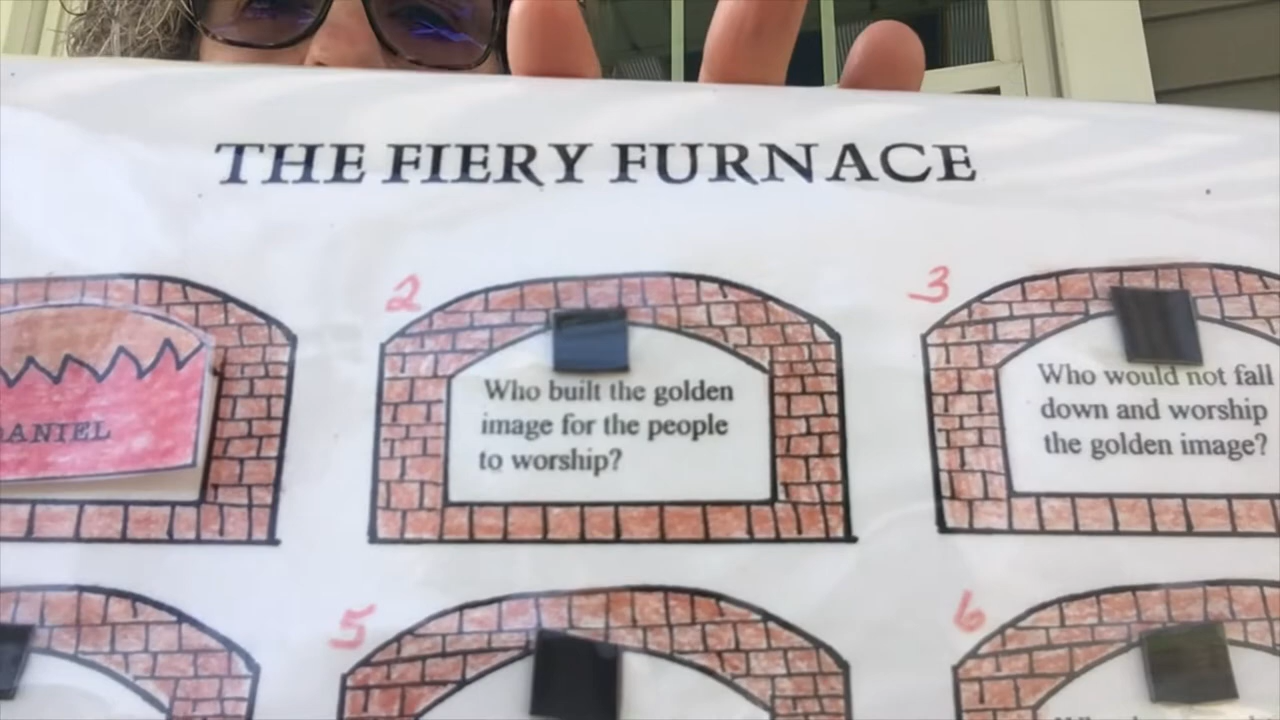 THE FIERY FURNACE
DANIEL
2
Who built the golden
image for the people
to worship?
3
Who would not fall
down and worship
the golden image?
5
6